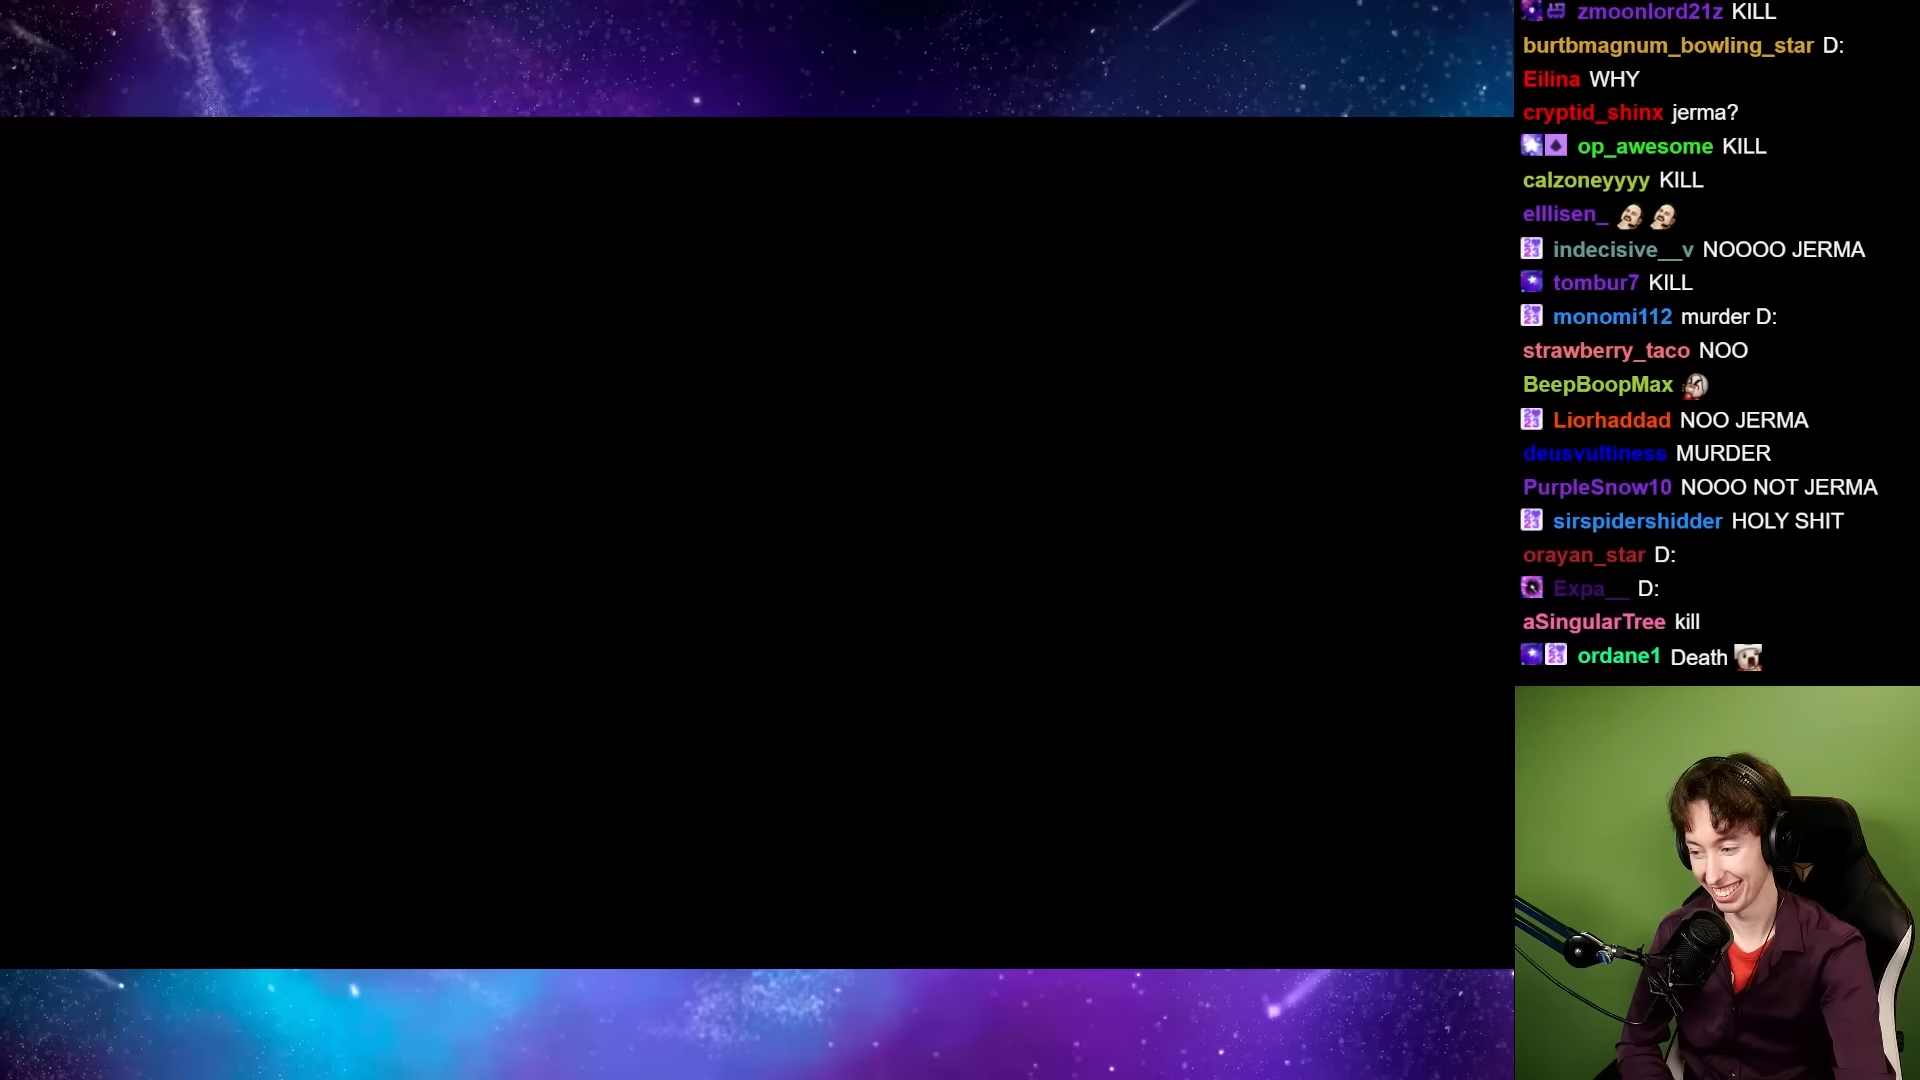 zmoonlord21z KILL
burtbmagnum_bowling_star D:
Eilina WHY
cryptid_shinx jerma?
op_awesome KILL
calzoneyyyy KILL
elllisen_
indecisive__v NOOOO JERMA
tombur7 KILL
monomi112 murder D:
strawberry_taco NOO
BeepBoopMax
Liorhaddad NOO JERMA
deusvultiness MURDER
PurpleSnow10 NOOO NOT JERMA
sirspidershidder HOLY SHIT
orayan_star D:
Expa__ D:
aSingularTree kill
ordane1 Death